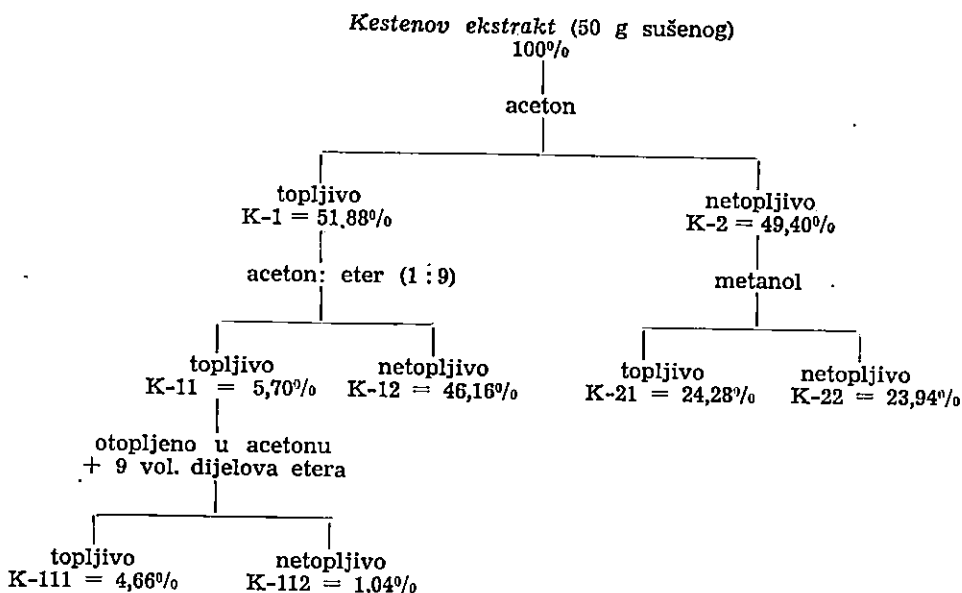 Kestenov ekstrakt (50 g sušenog)
100%
aceton
topljivo
K-1 = 51,88%
netopljivo
K-2 = 49,40%
aceton: eter (1 : 9)
metanol
topljivo
K-11 = 5,70%
netopljivo
K-12 = 46,16%
topljivo
K-21 = 24,28%
netopljivo
K-22 = 23,94%
otopljeno u acetonu
+ 9 vol. dijelova etera
topljivo
K-111 = 4,66%
netopljivo
K-112 = 1,04%